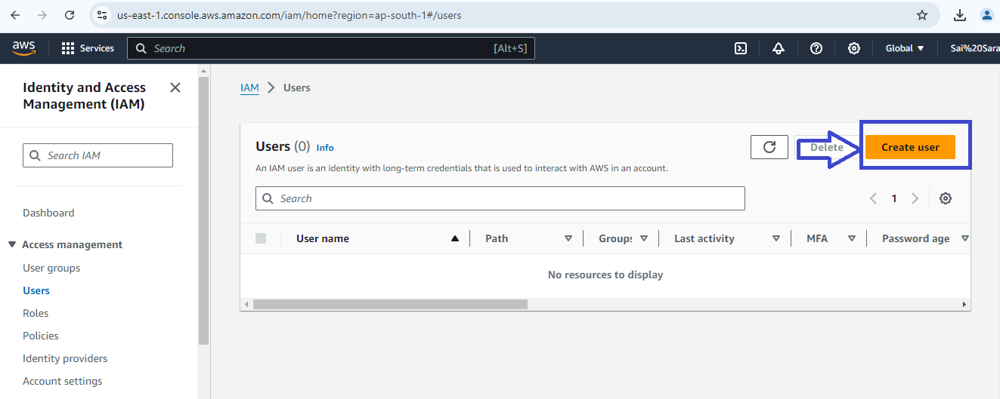 us-east-1.console.aws.amazon.com/iam/home?region=ap-south-1#/users
aws Services Search [Alt+S] Global Sai%20Sara
Identity and Access
Management (IAM)
Search IAM
Dashboard
Access management
User groups
Users
Roles
Policies
Identity providers
Account settings
IAM > Users
Users (0) Info
Delete Create user
An IAM user is an identity with long-term credentials that is used to interact with AWS in an account.
Search
1
User name Path Groups Last activity MFA Password age
No resources to display